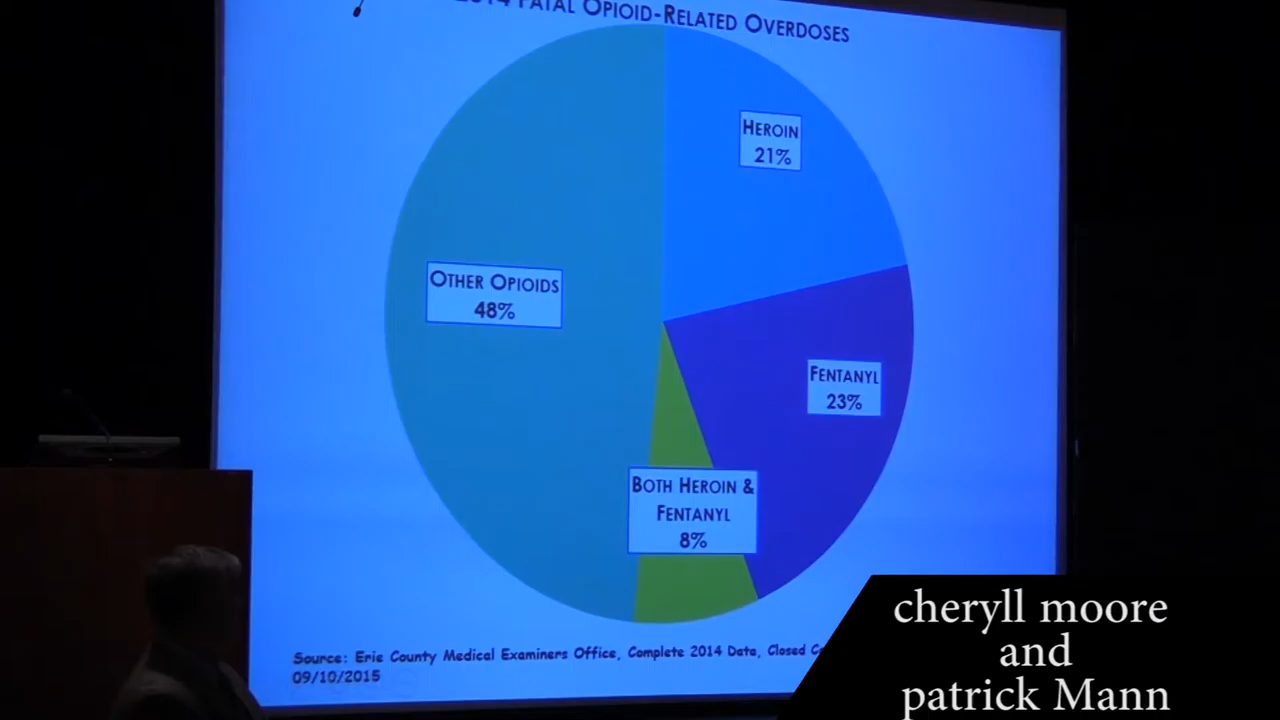 2014 FATAL OPIOID-RELATED OVERDOSES
HEROIN
21%
OTHER OPIOIDS
48%
FENTANYL
23%
BOTH HEROIN &
FENTANYL
8%
Source: Erie County Medical Examiners Office, Complete 2014 Data, Closed
09/10/2015
cheryll moore
and
patrick Mann